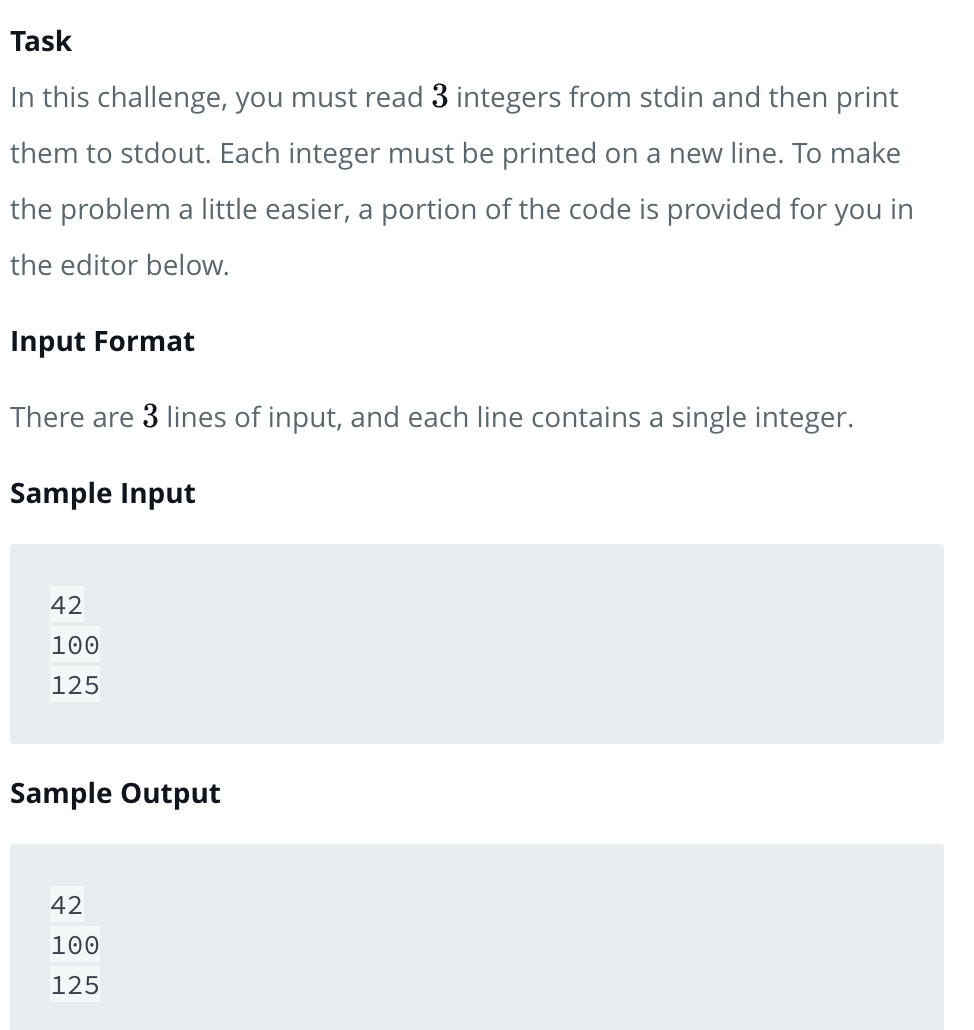 Task
In this challenge, you must read 3 integers from stdin and then print
them to stdout. Each integer must be printed on a new line. To make
the problem a little easier, a portion of the code is provided for you in
the editor below.
Input Format
There are 3 lines of input, and each line contains a single integer.
Sample Input
42
100
125
Sample Output
42
100
125